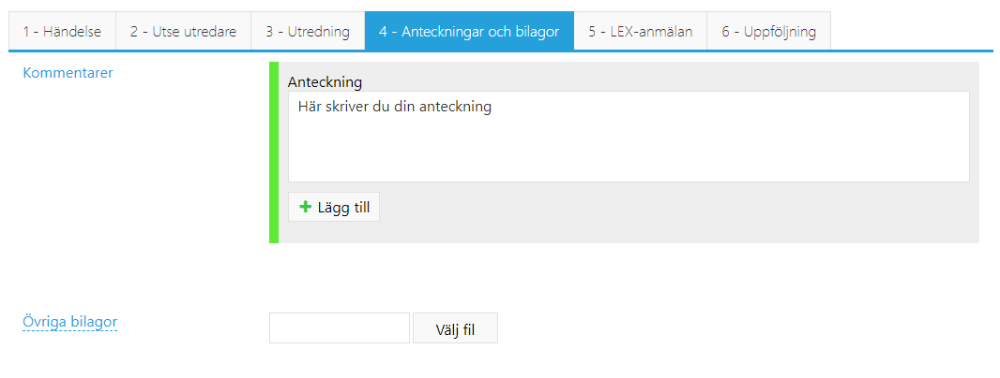 1 - Händelse 2 - Utse utredare 3 - Utredning 4 - Anteckningar och bilagor 5 - LEX-anmälan 6 - Uppföljning
Kommentarer
Anteckning
Här skriver du din anteckning
Lägg till
Övriga bilagor
Välj fil